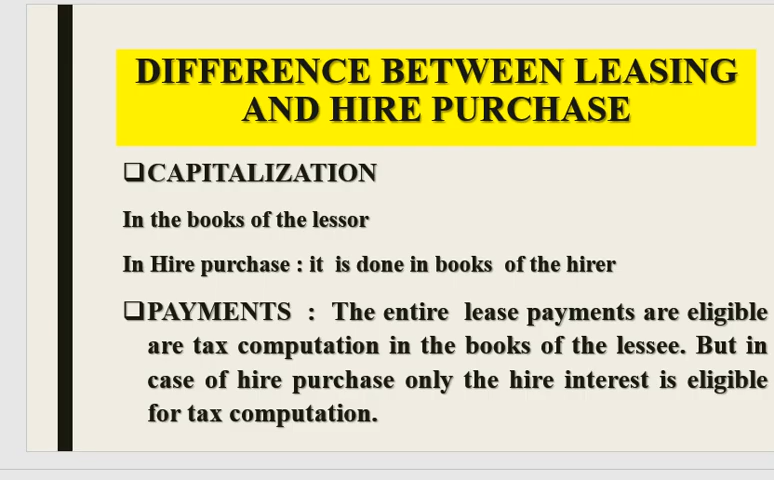 DIFFERENCE BETWEEN LEASING
AND HIRE PURCHASE
❑CAPITALIZATION
In the books of the lessor
In Hire purchase : it is done in books of the hirer
❑PAYMENTS : The entire lease payments are eligible
are tax computation in the books of the lessee. But in
case of hire purchase only the hire interest is eligible
for tax computation.